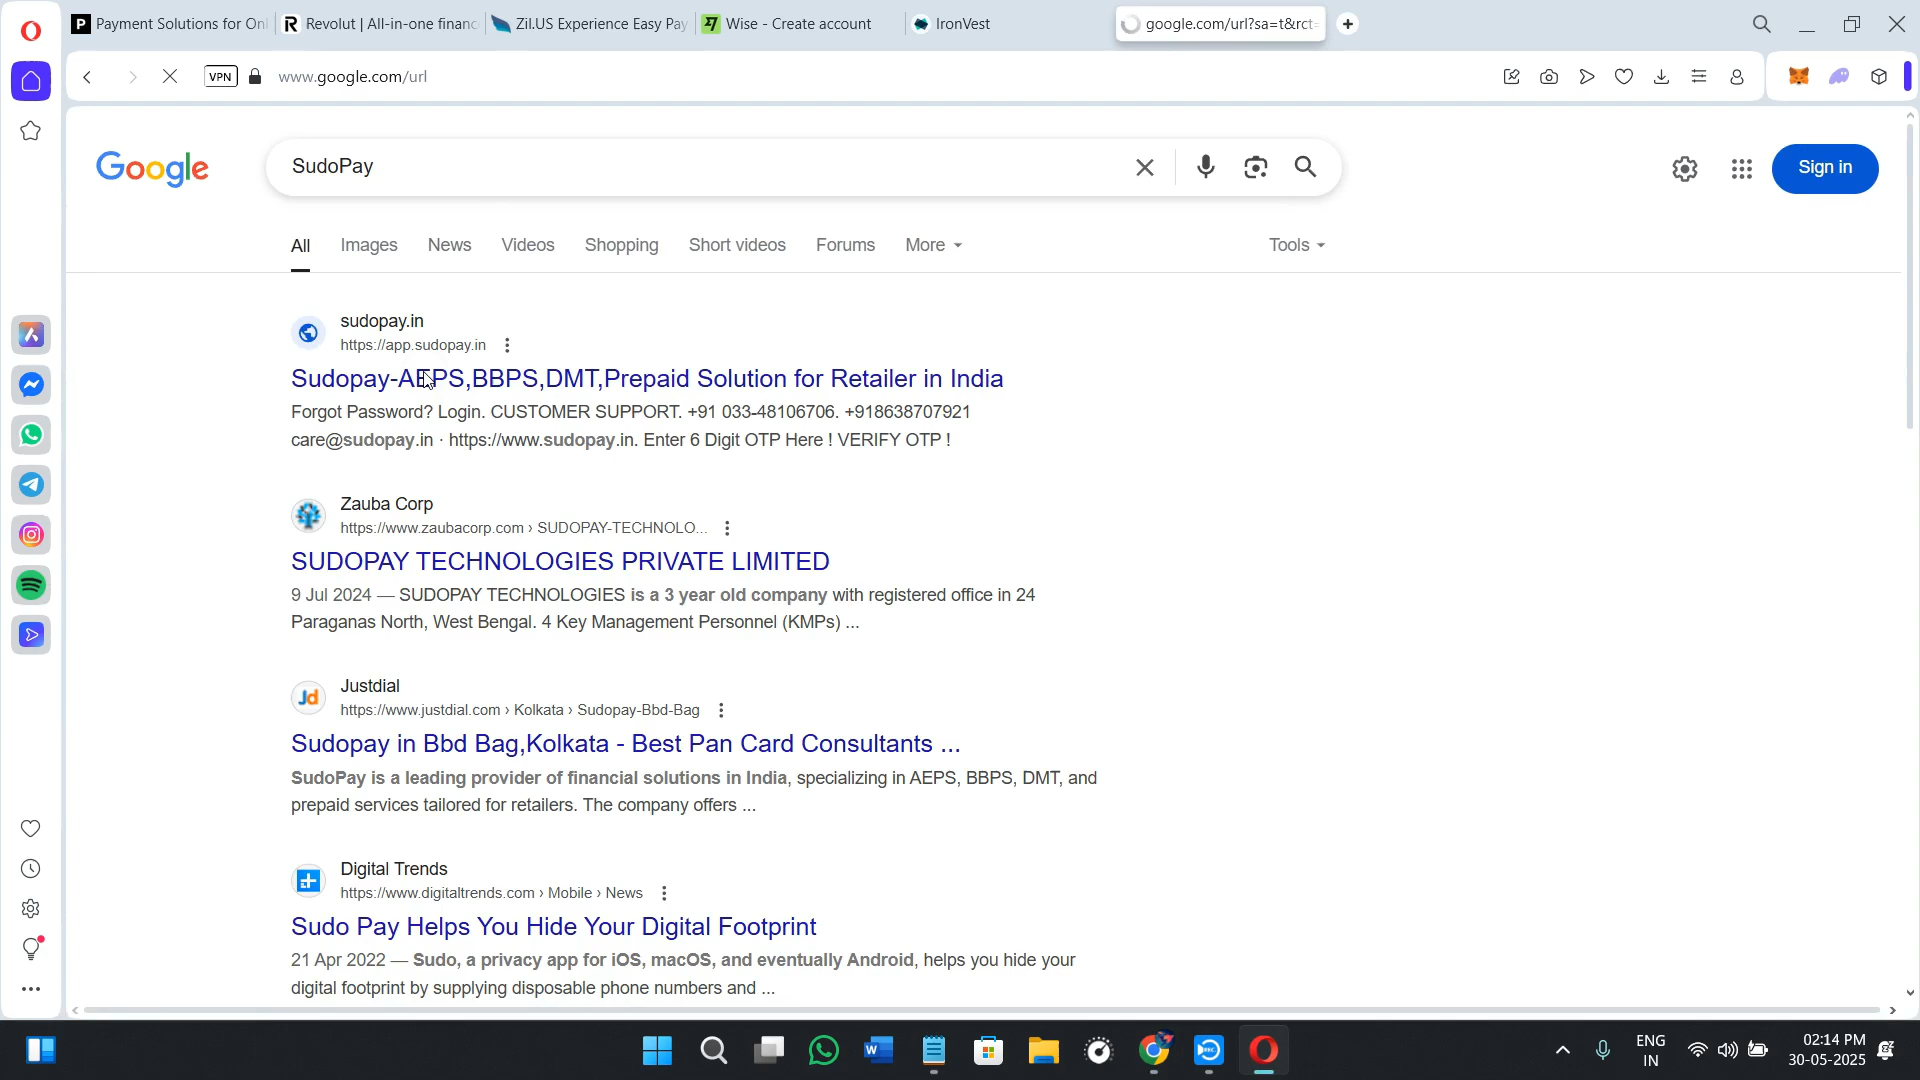 Payment Solutions for Onl
Revolut | All-in-one financ
Zil.US Experience Easy Pay
Wise - Create account
IronVest
google.com/url?sa=t&rct=
VPN
www.google.com/url
Google
SudoPay
Sign in
All
Images
News
Videos
Shopping
Short videos
Forums
More
Tools
sudopay.in
https://app.sudopay.in
Sudopay-AEPS,BBPS,DMT,Prepaid Solution for Retailer in India
Forgot Password? Login. CUSTOMER SUPPORT. +91 033-48106706. +918638707921
care@sudopay.in · https://www.sudopay.in. Enter 6 Digit OTP Here ! VERIFY OTP !
Zauba Corp
https://www.zaubacorp.com › SUDOPAY-TECHNOLO...
SUDOPAY TECHNOLOGIES PRIVATE LIMITED
9 Jul 2024 — SUDOPAY TECHNOLOGIES is a 3 year old company with registered office in 24
Paraganas North, West Bengal. 4 Key Management Personnel (KMPs) ...
Jd
Justdial
https://www.justdial.com › Kolkata › Sudopay-Bbd-Bag
Sudopay in Bbd Bag,Kolkata - Best Pan Card Consultants ...
SudoPay is a leading provider of financial solutions in India, specializing in AEPS, BBPS, DMT, and
prepaid services tailored for retailers. The company offers ...
Digital Trends
https://www.digitaltrends.com › Mobile › News
Sudo Pay Helps You Hide Your Digital Footprint
21 Apr 2022 — Sudo, a privacy app for iOS, macOS, and eventually Android, helps you hide your
digital footprint by supplying disposable phone numbers and ...
ENG
IN
02:14 PM
30-05-2025